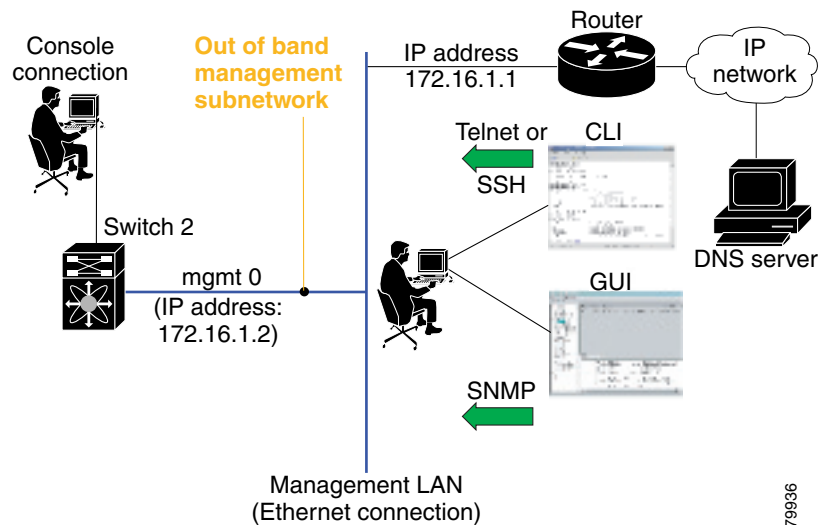 Console
connection
Out of band
management
subnetwork
Router
IP address
172.16.1.1
IP
network
Telnet or
SSH
CLI
Switch 2
DNS server
mgmt 0
(IP address:
172.16.1.2)
GUI
SNMP
Management LAN
(Ethernet connection)
79936